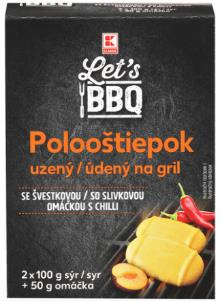 K
Let's
BBQ
Polooštiepok
uzený / údený na gril
SE ŠVESTKOVOU / SO SLIVKOVOU
OMÁČKOU S CHILLI
2 x 100 g sýr / syr
+ 50 g omáčka